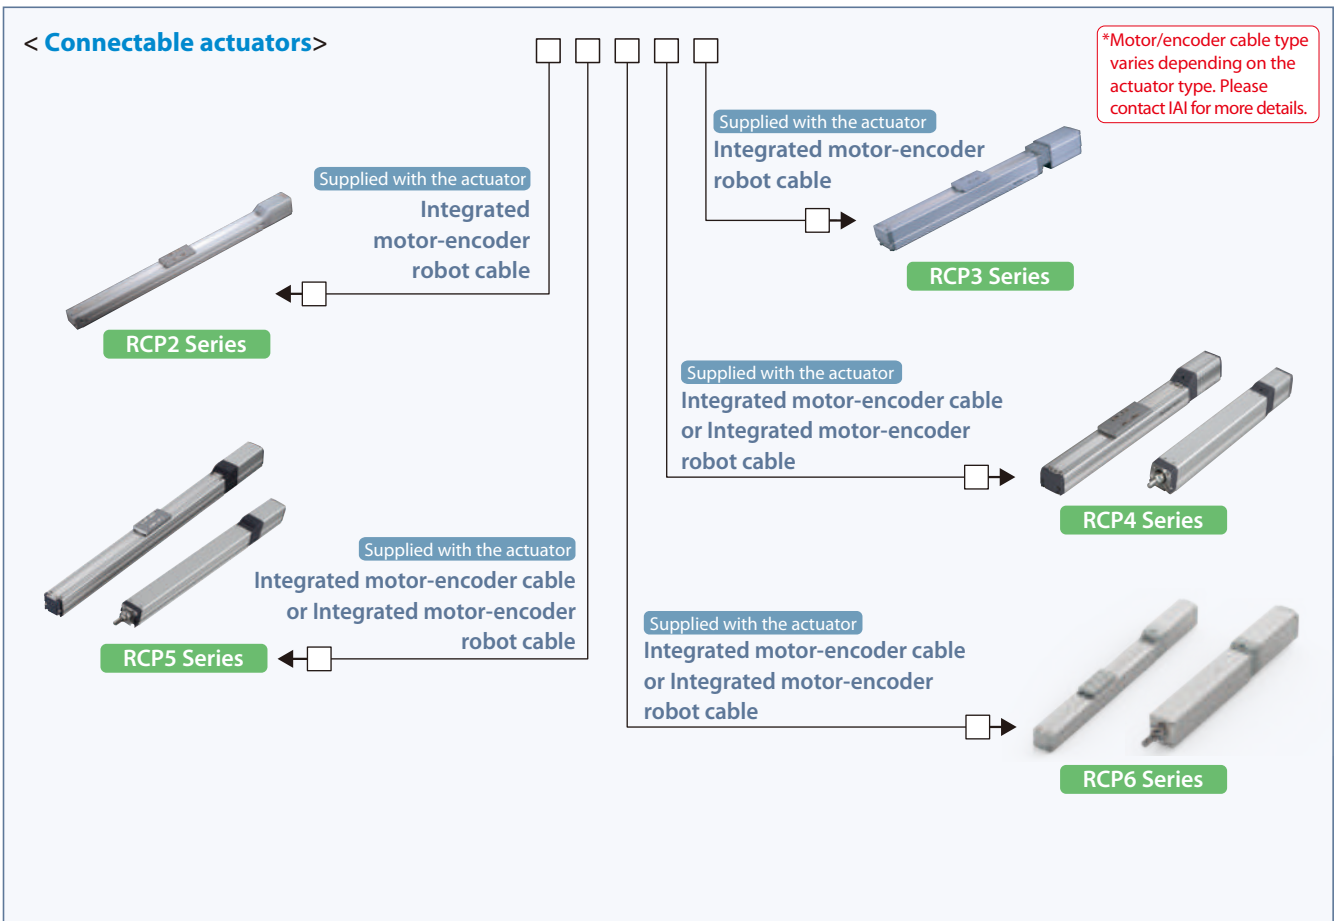 < Connectable actuators>
*Motor/encoder cable type
varies depending on the
actuator type. Please
contact IAI for more details.
Supplied with the actuator
Integrated
motor-encoder
robot cable
RCP2 Series
Supplied with the actuator
Integrated motor-encoder
robot cable
RCP3 Series
Supplied with the actuator
Integrated motor-encoder cable
or Integrated motor-encoder
robot cable
RCP4 Series
Supplied with the actuator
Integrated motor-encoder cable
or Integrated motor-encoder
robot cable
RCP5 Series
Supplied with the actuator
Integrated motor-encoder cable
or Integrated motor-encoder
robot cable
RCP6 Series